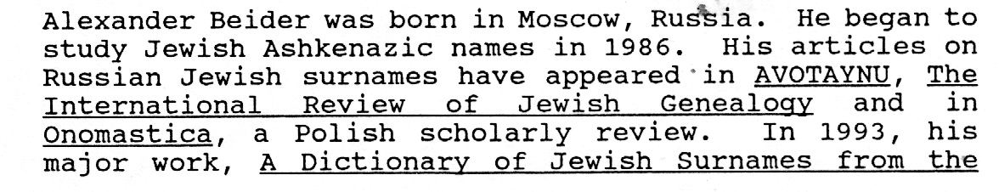 Alexander Beider was born in Moscow, Russia. He began to
study Jewish Ashkenazic names in 1986. His articles on
Russian Jewish surnames have appeared in AVOTAYNU, The
International Review of Jewish Genealogy and in
Onomastica, a Polish scholarly review. In 1993, his
major work, A Dictionary of Jewish Surnames from the